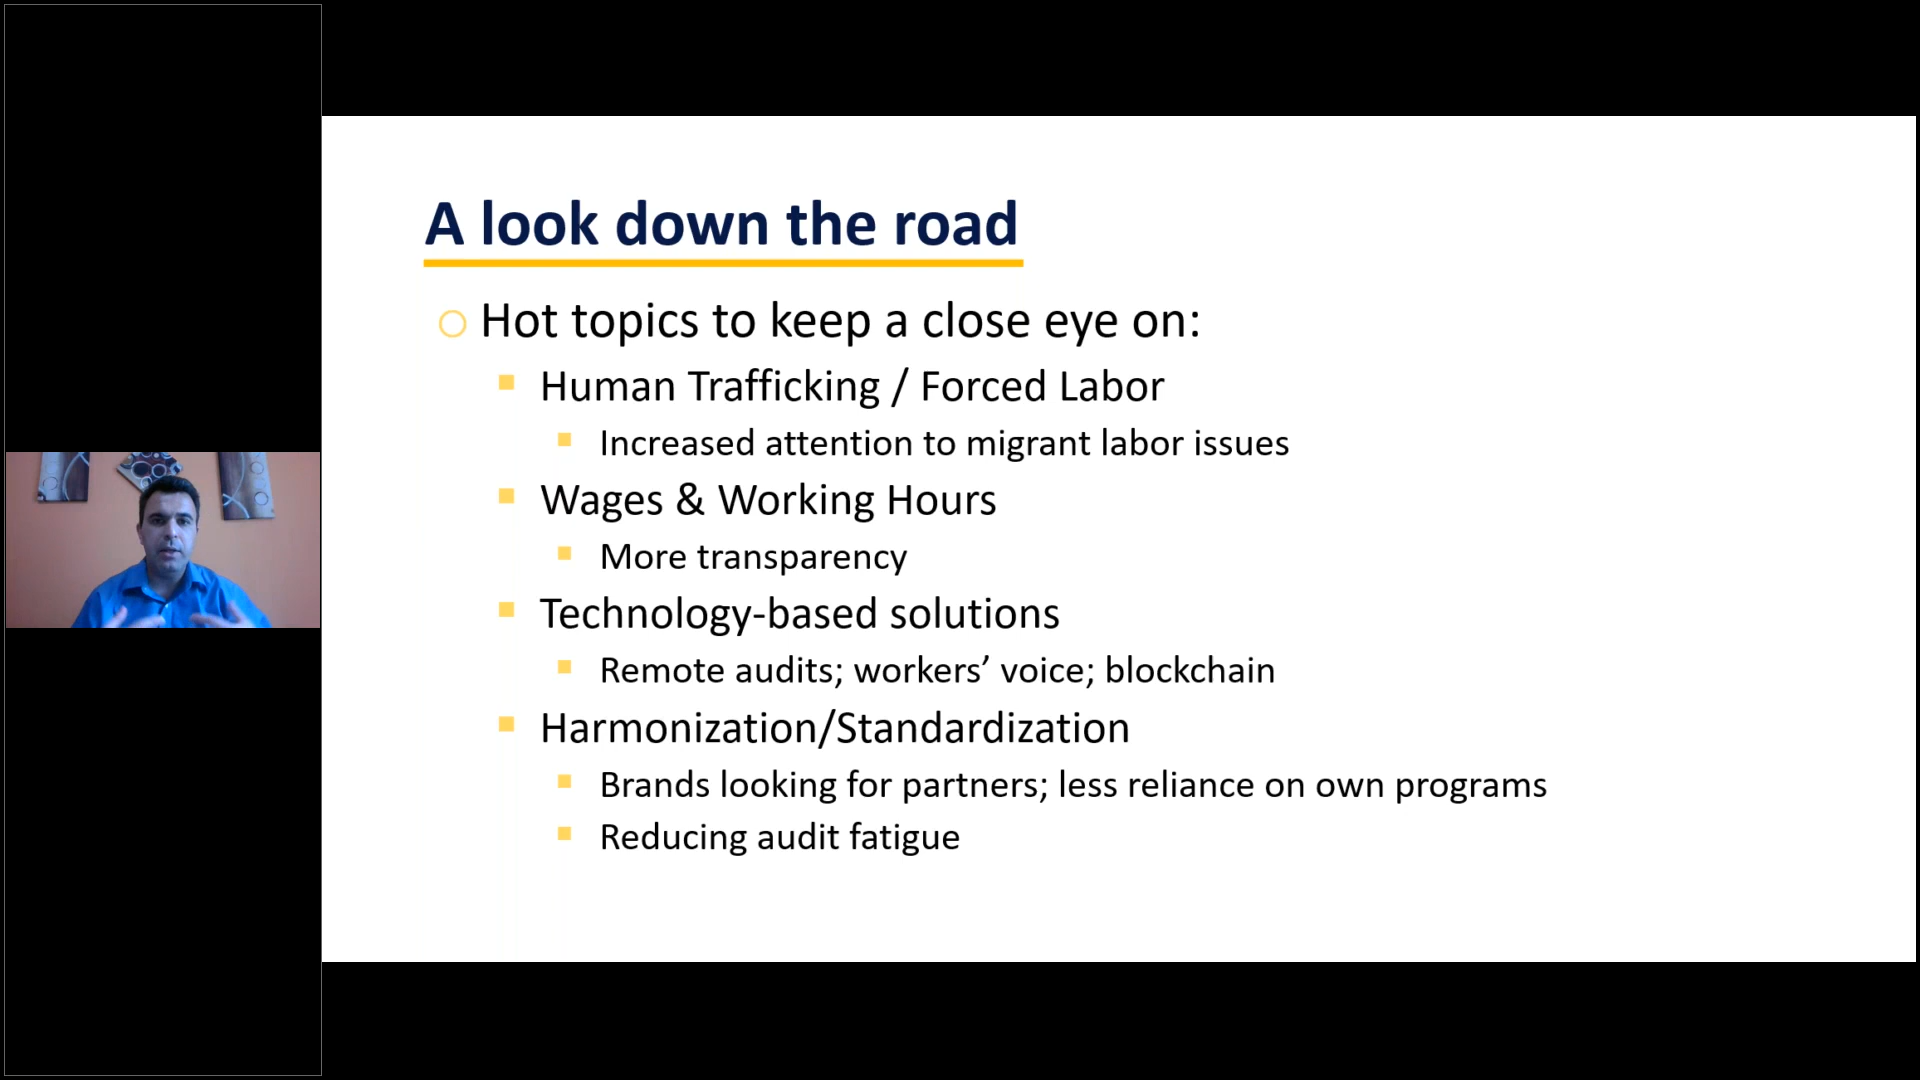 A look down the road
Hot topics to keep a close eye on:
Human Trafficking / Forced Labor
Increased attention to migrant labor issues
Wages & Working Hours
More transparency
Technology-based solutions
Remote audits; workers’ voice; blockchain
Harmonization/Standardization
Brands looking for partners; less reliance on own programs
Reducing audit fatigue